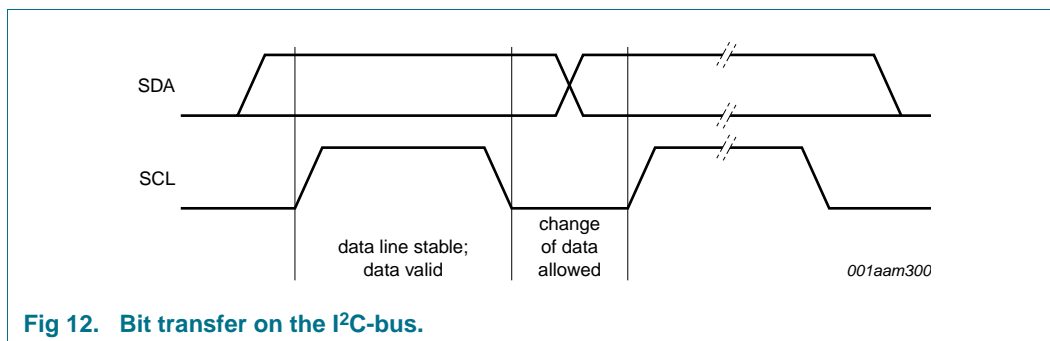 SDA
SCL
data line stable;
data valid
change
of data
allowed
001aam300
Fig 12. Bit transfer on the I²C-bus.